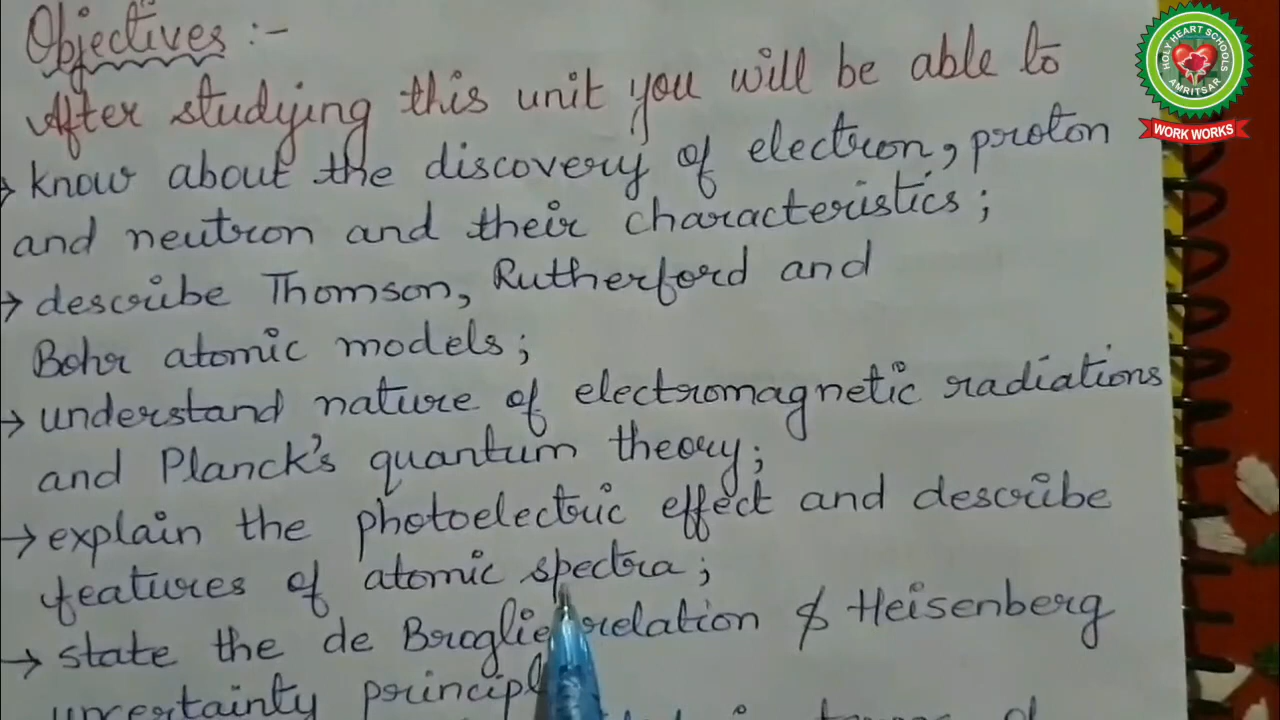 Objectives :-
After studying this unit you will be able to
→ know about the discovery of electron, proton
and neutron and their characteristics;
→ describe Thomson, Rutherford and
Bohr atomic models;
→ understand nature of electromagnetic radiations
and Planck's quantum theory;
→ explain the photoelectric effect and describe
features of atomic spectra;
→ state the de Broglie relation & Heisenberg
uncertainty principl
HOLY HEART SCHOOLS
AMRITSAR
WORK WORKS